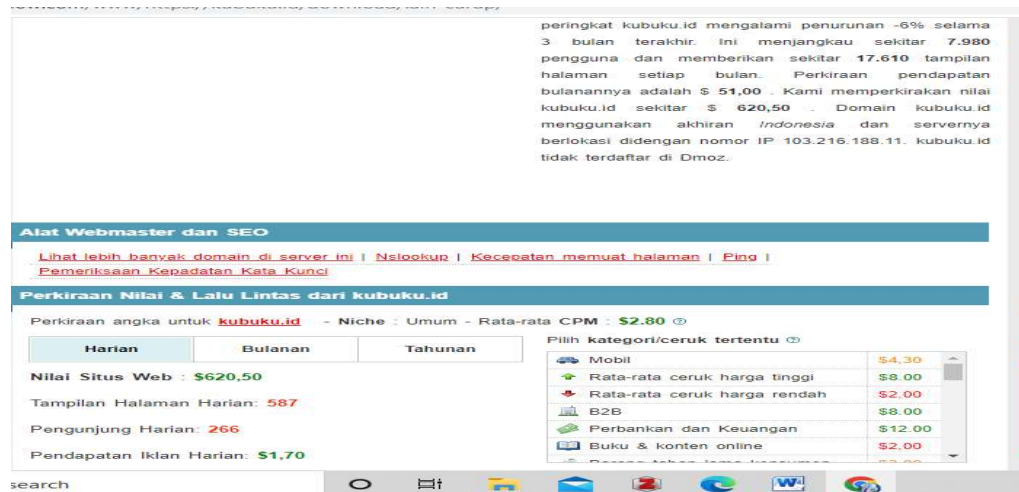 peringkat kubuku.id mengalami penurunan -6% selama
3 bulan terakhir. Ini menjangkau sekitar 7.980
pengguna dan memberikan sekitar 17.610 tampilan
halaman setiap bulan. Perkiraan pendapatan
bulanannya adalah $ 51,00 . Kami memperkirakan nilai
kubuku.id sekitar $ 620,50 . Domain kubuku.id
menggunakan akhiran Indonesia dan servernya
berlokasi didengan nomor IP 103.216.188.11. kubuku.id
tidak terdaftar di Dmoz.
Alat Webmaster dan SEO
Lihat lebih banyak domain di server ini | Nslookup | Kecepatan memuat halaman | Ping |
Pemeriksaan Kepadatan Kata Kunci
Perkiraan Nilai & Lalu Lintas dari kubuku.id
Perkiraan angka untuk kubuku.id - Niche : Umum - Rata-rata CPM : $2.80
Harian Bulanan Tahunan
Nilai Situs Web : $620,50
Tampilan Halaman Harian: 587
Pengunjung Harian: 266
Pendapatan Iklan Harian: $1,70
Pilih kategori/ceruk tertentu
Mobil $4,30
Rata-rata ceruk harga tinggi $8.00
Rata-rata ceruk harga rendah $2,00
B2B $8.00
Perbankan dan Keuangan $12.00
Buku & konten online $2,00
search